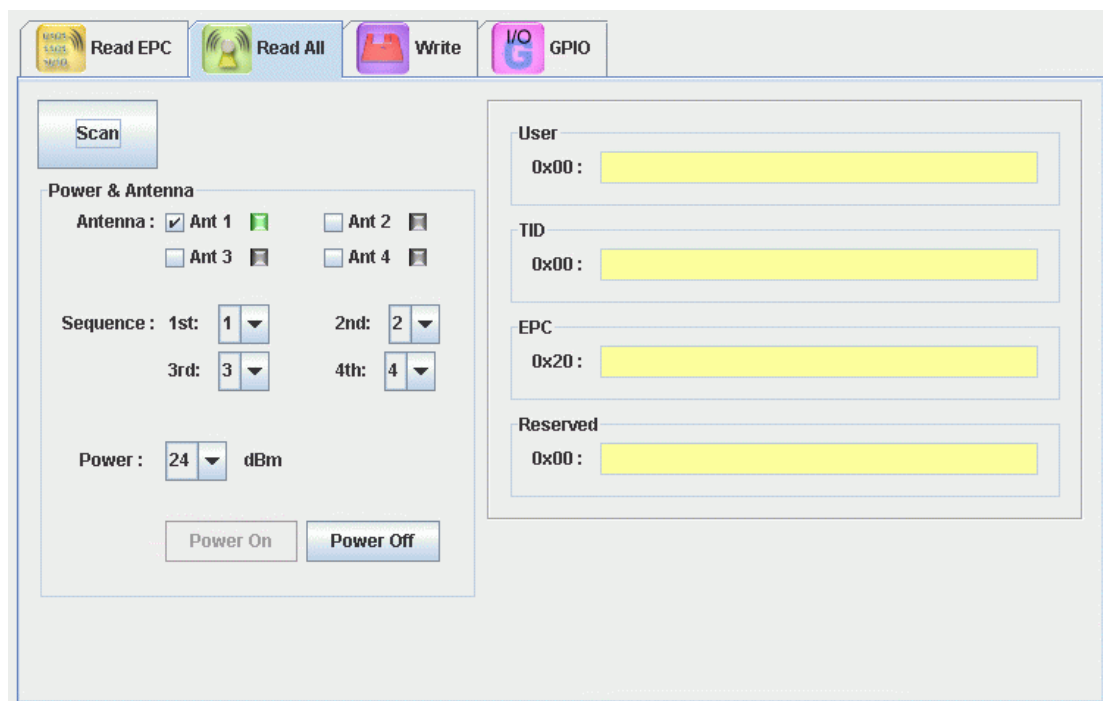 Read EPC
Read All
Write
I/O
G
GPIO
Scan
Power & Antenna
Antenna : Ant 1 Ant 2
Ant 3 Ant 4
Sequence : 1st: 1 2nd: 2
3rd: 3 4th: 4
Power : 24 dBm
Power On
Power Off
User
0x00 :
TID
0x00 :
EPC
0x20 :
Reserved
0x00 :